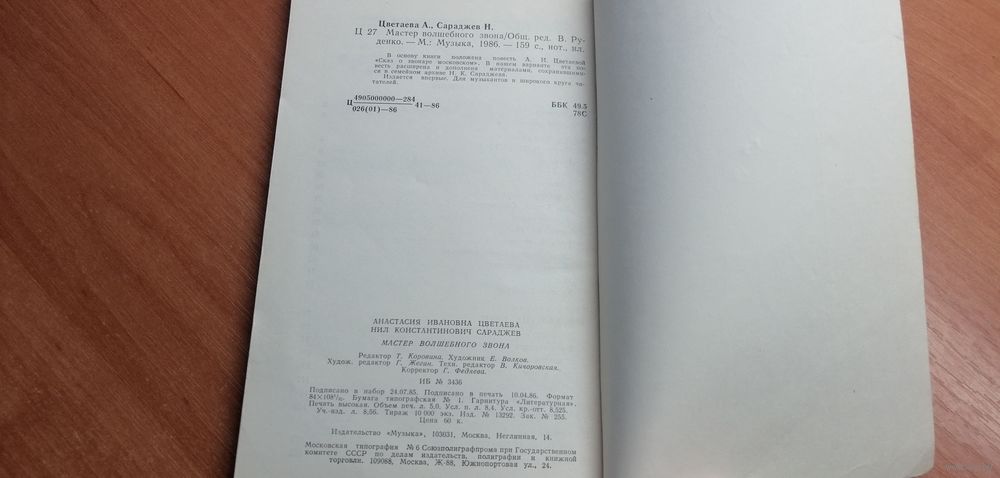 Цветаева А., Сараджев Н.
Ц 27 Мастер волшебного звона/Общ. ред. В. Ру-
денко. — М.: Музыка, 1986. — 159 с., нот., ил.
В основу книги положена повесть А. И. Цветаевой
«Сказ о звонаре московском». В нашем варианте эта по-
весть расширена и дополнена материалами, сохранившими-
ся в семейном архиве Н. К. Сараджева.
Издается впервые. Для музыкантов и широкого круга чи-
тателей.
Ц 4905000000—284
026(01)—86 41—86
ББК 49.5
78С
АНАСТАСИЯ ИВАНОВНА ЦВЕТАЕВА
НИЛ КОНСТАНТИНОВИЧ САРАДЖЕВ
МАСТЕР ВОЛШЕБНОГО ЗВОНА
Редактор Т. Коровина. Художник Е. Волков.
Худож. редактор Г. Жегин. Техн. редактор В. Кичоровская.
Корректор Г. Федяева.
ИБ № 3436
Подписано в набор 24.07.85. Подписано в печать 10.04.86. Формат
84×108¹/₃₂. Бумага типографская № 1. Гарнитура «Литературная».
Печать высокая. Объем печ. л. 5,0. Усл. п. л. 8,4. Усл. кр.-отт. 8,525.
Уч.-изд. л. 8,56. Тираж 10 000 экз. Изд. № 13292. Зак. № 255.
Цена 60 к.
Издательство «Музыка», 103031, Москва, Неглинная, 14.
Московская типография № 6 Союзполиграфпрома при Государственном
комитете СССР по делам издательств, полиграфии и книжной
торговли. 109088, Москва, Ж-88, Южнопортовая ул., 24.